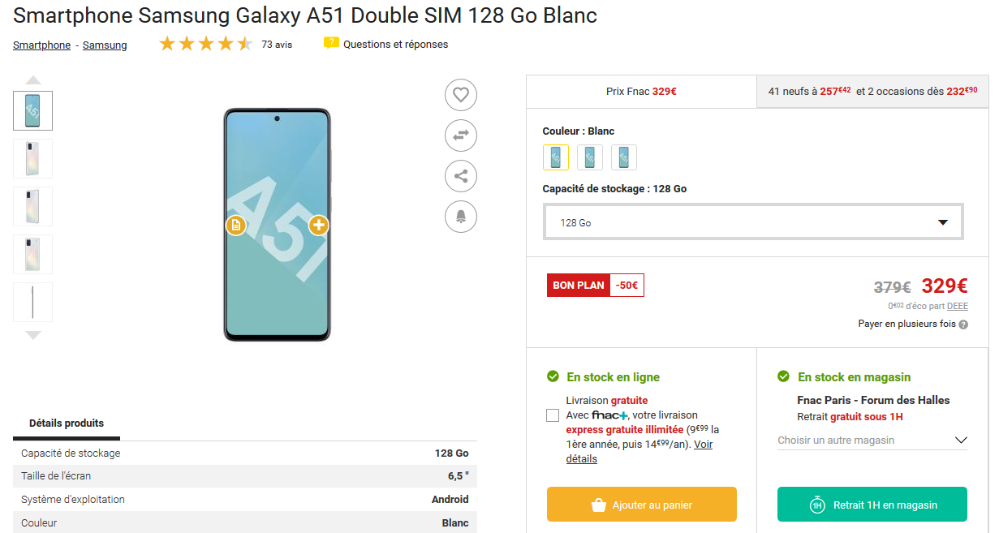 Smartphone Samsung Galaxy A51 Double SIM 128 Go Blanc
Smartphone - Samsung 73 avis ? Questions et réponses
A51
A51
Prix Fnac 329€
41 neufs à 257€42 et 2 occasions dès 232€90
Couleur : Blanc
A51 A51 A51
Capacité de stockage : 128 Go
128 Go
BON PLAN -50€
379€ 329€
0€02 d'éco part DEEE
Payer en plusieurs fois ?
En stock en ligne
Livraison gratuite
Avec fnac+, votre livraison
express gratuite illimitée (9€99 la
1ère année, puis 14€99/an). Voir
détails
Ajouter au panier
En stock en magasin
Fnac Paris - Forum des Halles
Retrait gratuit sous 1H
Choisir un autre magasin
1H Retrait 1H en magasin
Détails produits
Capacité de stockage 128 Go
Taille de l'écran 6,5 "
Système d'exploitation Android
Couleur Blanc